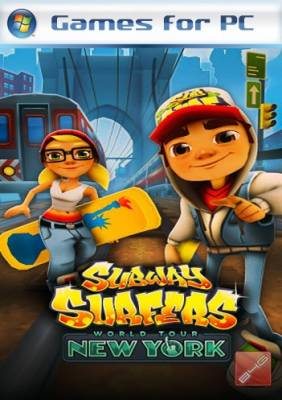 Games for PC
SUBWAY
SURFERS
WORLD TOUR
NEW YORK